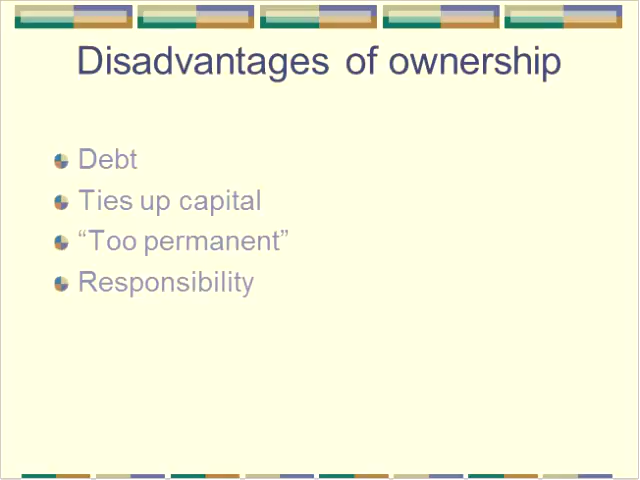 Disadvantages of ownership
Debt
Ties up capital
“Too permanent”
Responsibility